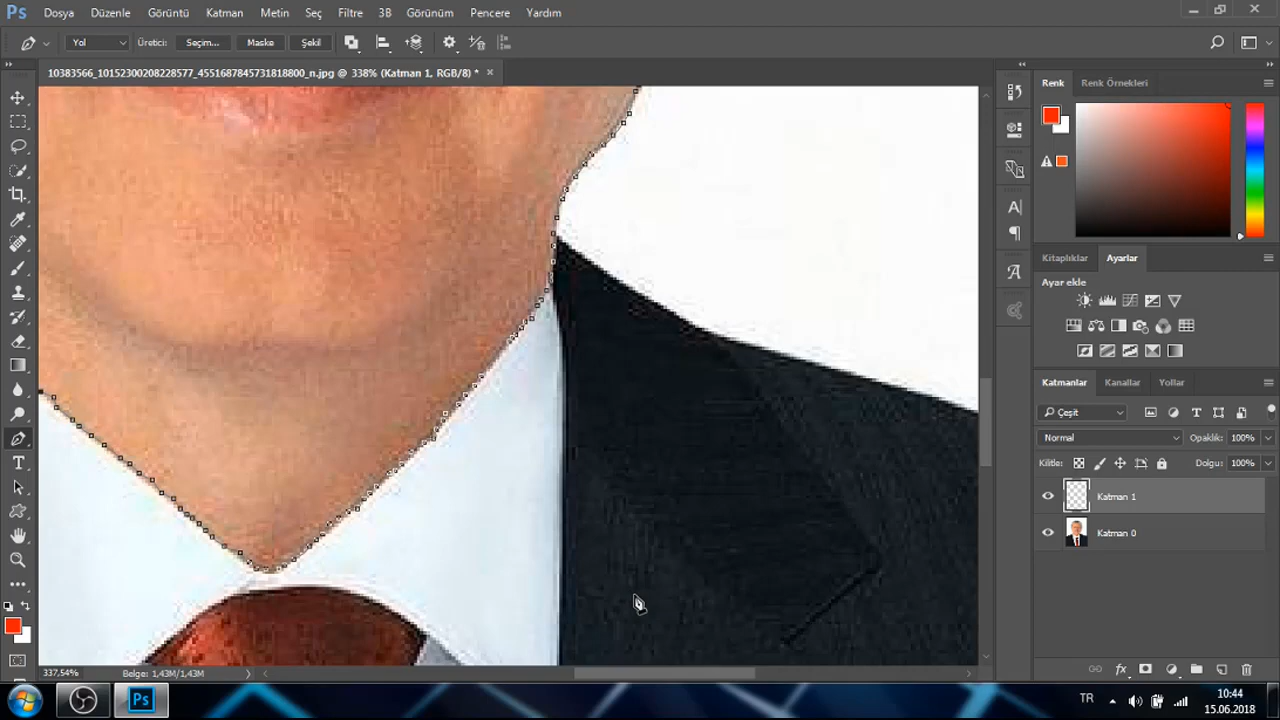 Ps Dosya Düzenle Görüntü Katman Metin Seç Filtre 3B Görünüm Pencere Yardım
Yol Üretici: Seçim... Maske Şekil
10383566_10152300208228577_4551687845731818800_n.jpg @ 338% (Katman 1, RGB/8) * ×
Renk Renk Örnekleri
Kitaplıklar Ayarlar
Ayar ekle
Katmanlar Kanallar Yollar
Çeşit
Normal Opaklık: 100%
Kilitle: Dolgu: 100%
Katman 1
Katman 0
337,54% Belge: 1,43M/1,43M
Ps TR 10:44
15.06.2018